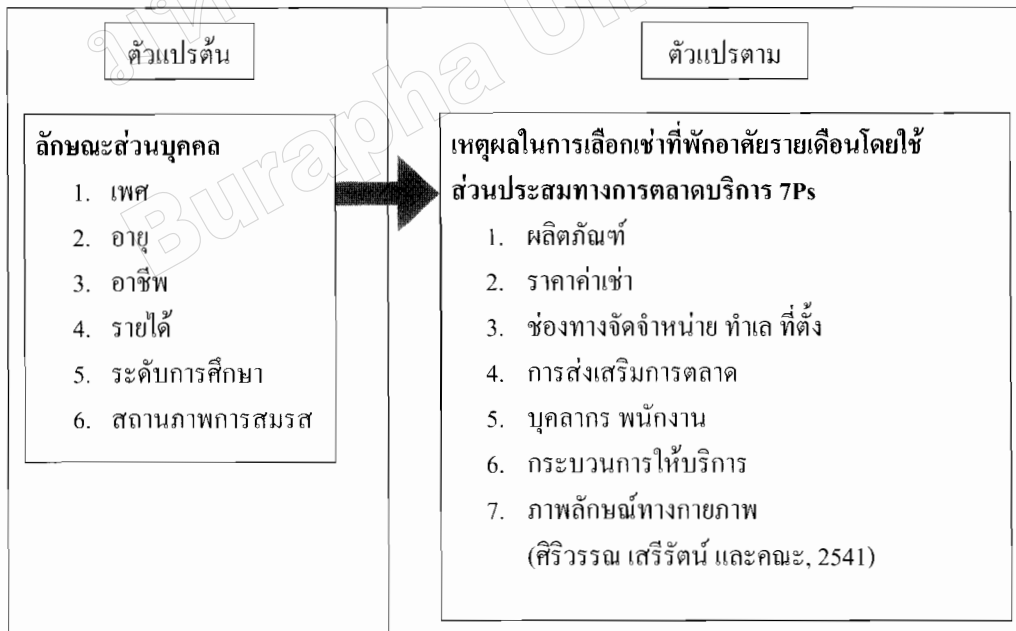 ตัวแปรต้น
ลักษณะส่วนบุคคล
1. เพศ
2. อายุ
3. อาชีพ
4. รายได้
5. ระดับการศึกษา
6. สถานภาพการสมรส
ตัวแปรตาม
เหตุผลในการเลือกเช่าที่พักอาศัยรายเดือนโดยใช้
ส่วนประสมทางการตลาดบริการ 7Ps
1. ผลิตภัณฑ์
2. ราคาค่าเช่า
3. ช่องทางจัดจำหน่าย ทำเล ที่ตั้ง
4. การส่งเสริมการตลาด
5. บุคลากร พนักงาน
6. กระบวนการให้บริการ
7. ภาพลักษณ์ทางกายภาพ
(ศิริวรรณ เสรีรัตน์ และคณะ, 2541)
Burapha